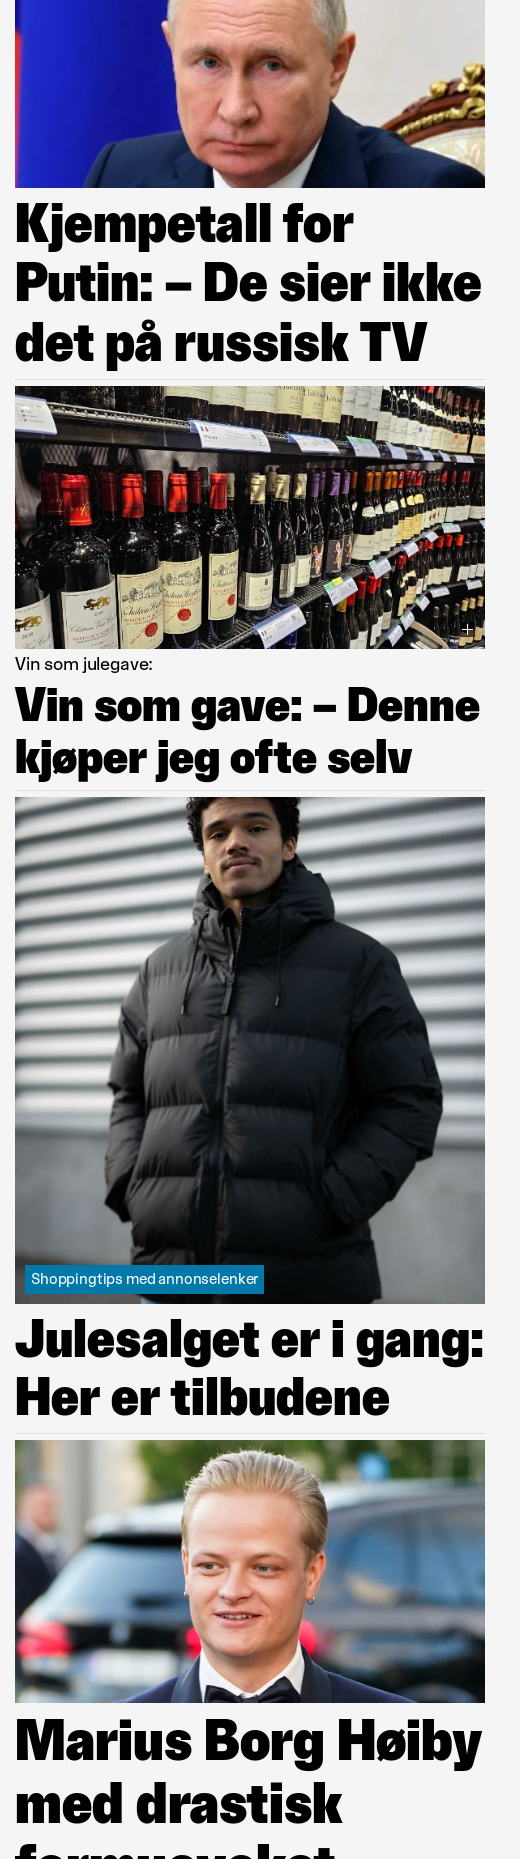 Kjempetall for
Putin: – De sier ikke
det på russisk TV
Vin som julegave:
Vin som gave: – Denne
kjøper jeg ofte selv
Shoppingtips med annonselenker
Julesalget er i gang:
Her er tilbudene
Marius Borg Høiby
med drastisk